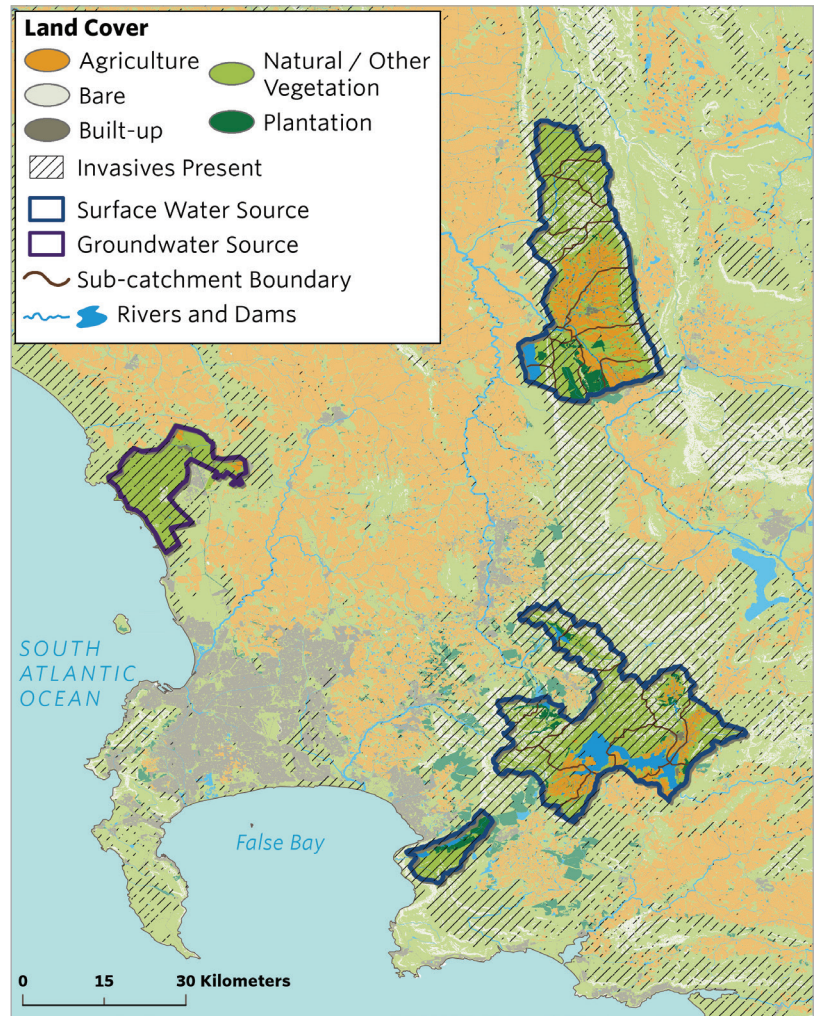 Land Cover
Agriculture
Bare
Built-up
Natural / Other
Vegetation
Plantation
Invasives Present
Surface Water Source
Groundwater Source
Sub-catchment Boundary
Rivers and Dams
SOUTH
ATLANTIC
OCEAN
False Bay
0 15 30 Kilometers